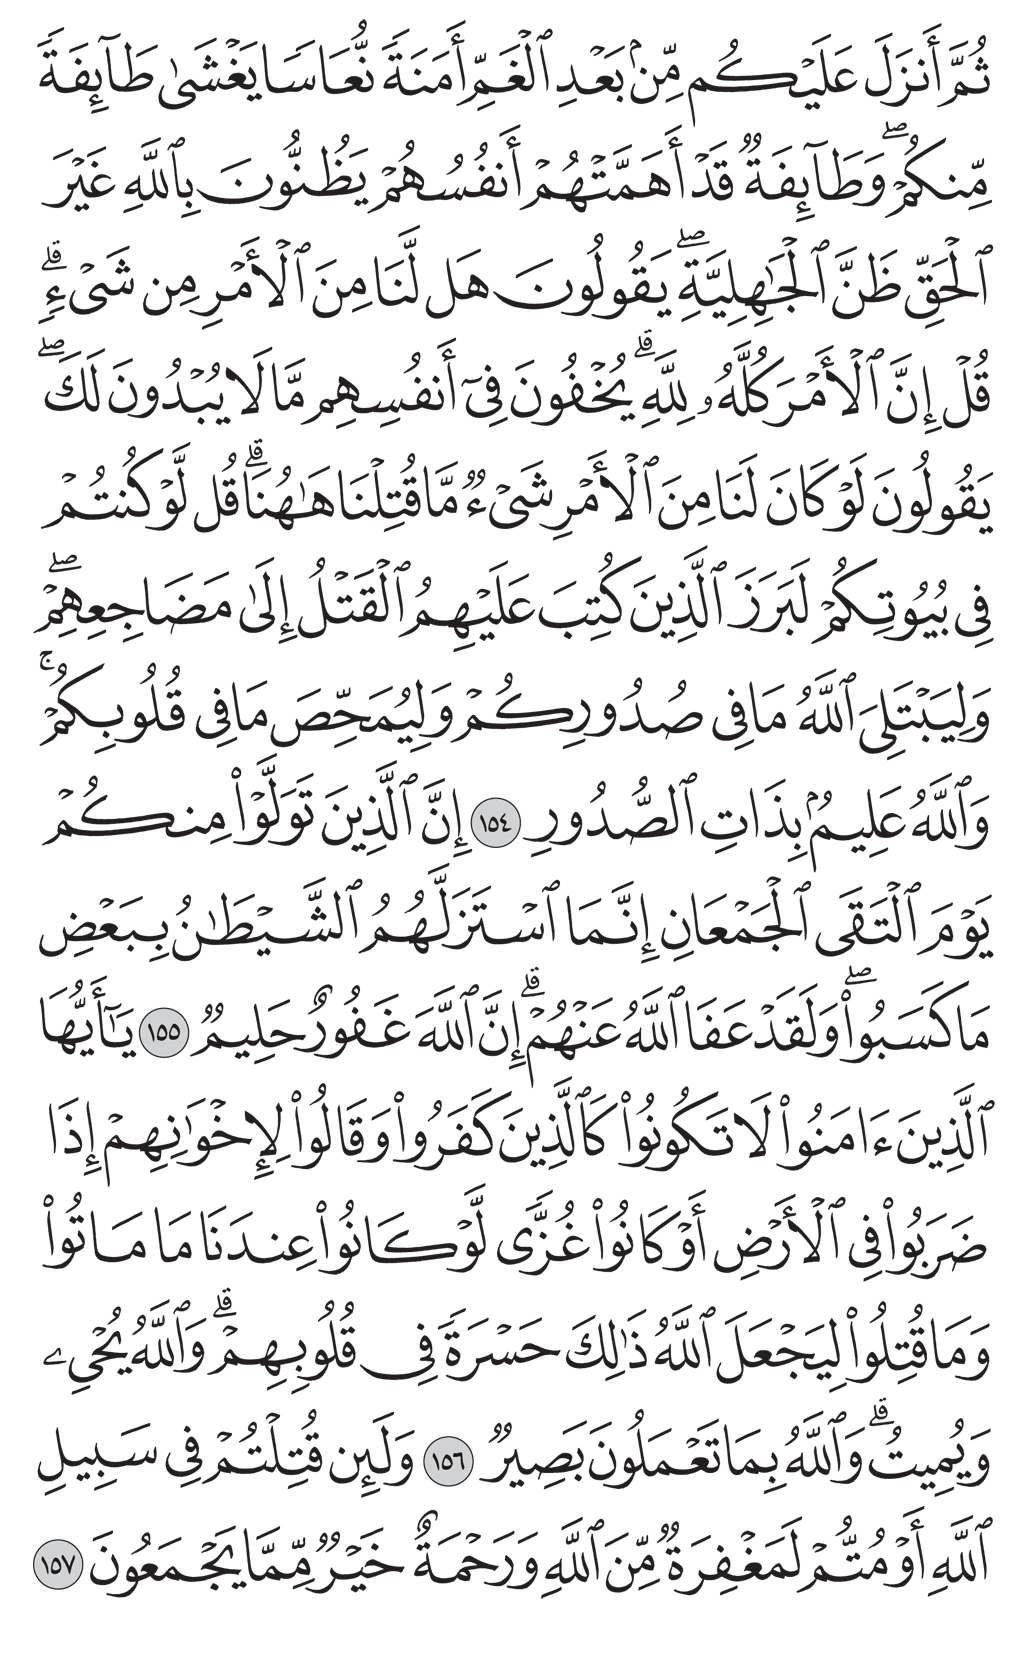 ثُمَّ أَنزَلَ عَلَيْكُم مِّنۢ بَعْدِ ٱلْغَمِّ أَمَنَةً نُّعَاسًا يَغْشَىٰ طَآئِفَةً
مِّنكُمْ ۖ وَطَآئِفَةٌ قَدْ أَهَمَّتْهُمْ أَنفُسُهُمْ يَظُنُّونَ بِٱللَّهِ غَيْرَ
ٱلْحَقِّ ظَنَّ ٱلْجَٰهِلِيَّةِ ۖ يَقُولُونَ هَل لَّنَا مِنَ ٱلْأَمْرِ مِن شَىْءٍ ۗ
قُلْ إِنَّ ٱلْأَمْرَ كُلَّهُۥ لِلَّهِ ۗ يُخْفُونَ فِىٓ أَنفُسِهِم مَّا لَا يُبْدُونَ لَكَ ۖ
يَقُولُونَ لَوْ كَانَ لَنَا مِنَ ٱلْأَمْرِ شَىْءٌ مَّا قُتِلْنَا هَٰهُنَا ۗ قُل لَّوْ كُنتُمْ
فِى بُيُوتِكُمْ لَبَرَزَ ٱلَّذِينَ كُتِبَ عَلَيْهِمُ ٱلْقَتْلُ إِلَىٰ مَضَاجِعِهِمْ ۖ
وَلِيَبْتَلِىَ ٱللَّهُ مَا فِى صُدُورِكُمْ وَلِيُمَحِّصَ مَا فِى قُلُوبِكُمْ ۚ
وَٱللَّهُ عَلِيمٌۢ بِذَاتِ ٱلصُّدُورِ ١٥٤ إِنَّ ٱلَّذِينَ تَوَلَّوْا۟ مِنكُمْ
يَوْمَ ٱلْتَقَى ٱلْجَمْعَانِ إِنَّمَا ٱسْتَزَلَّهُمُ ٱلشَّيْطَٰنُ بِبَعْضِ
مَا كَسَبُوا۟ ۖ وَلَقَدْ عَفَا ٱللَّهُ عَنْهُمْ ۗ إِنَّ ٱللَّهَ غَفُورٌ حَلِيمٌ ١٥٥ يَٰٓأَيُّهَا
ٱلَّذِينَ ءَامَنُوا۟ لَا تَكُونُوا۟ كَٱلَّذِينَ كَفَرُوا۟ وَقَالُوا۟ لِإِخْوَٰنِهِمْ إِذَا
ضَرَبُوا۟ فِى ٱلْأَرْضِ أَوْ كَانُوا۟ غُزًّى لَّوْ كَانُوا۟ عِندَنَا مَا مَاتُوا۟
وَمَا قُتِلُوا۟ لِيَجْعَلَ ٱللَّهُ ذَٰلِكَ حَسْرَةً فِى قُلُوبِهِمْ ۗ وَٱللَّهُ يُحْىِۦ
وَيُمِيتُ ۗ وَٱللَّهُ بِمَا تَعْمَلُونَ بَصِيرٌ ١٥٦ وَلَئِن قُتِلْتُمْ فِى سَبِيلِ
ٱللَّهِ أَوْ مُتُّمْ لَمَغْفِرَةٌ مِّنَ ٱللَّهِ وَرَحْمَةٌ خَيْرٌ مِّمَّا يَجْمَعُونَ ١٥٧